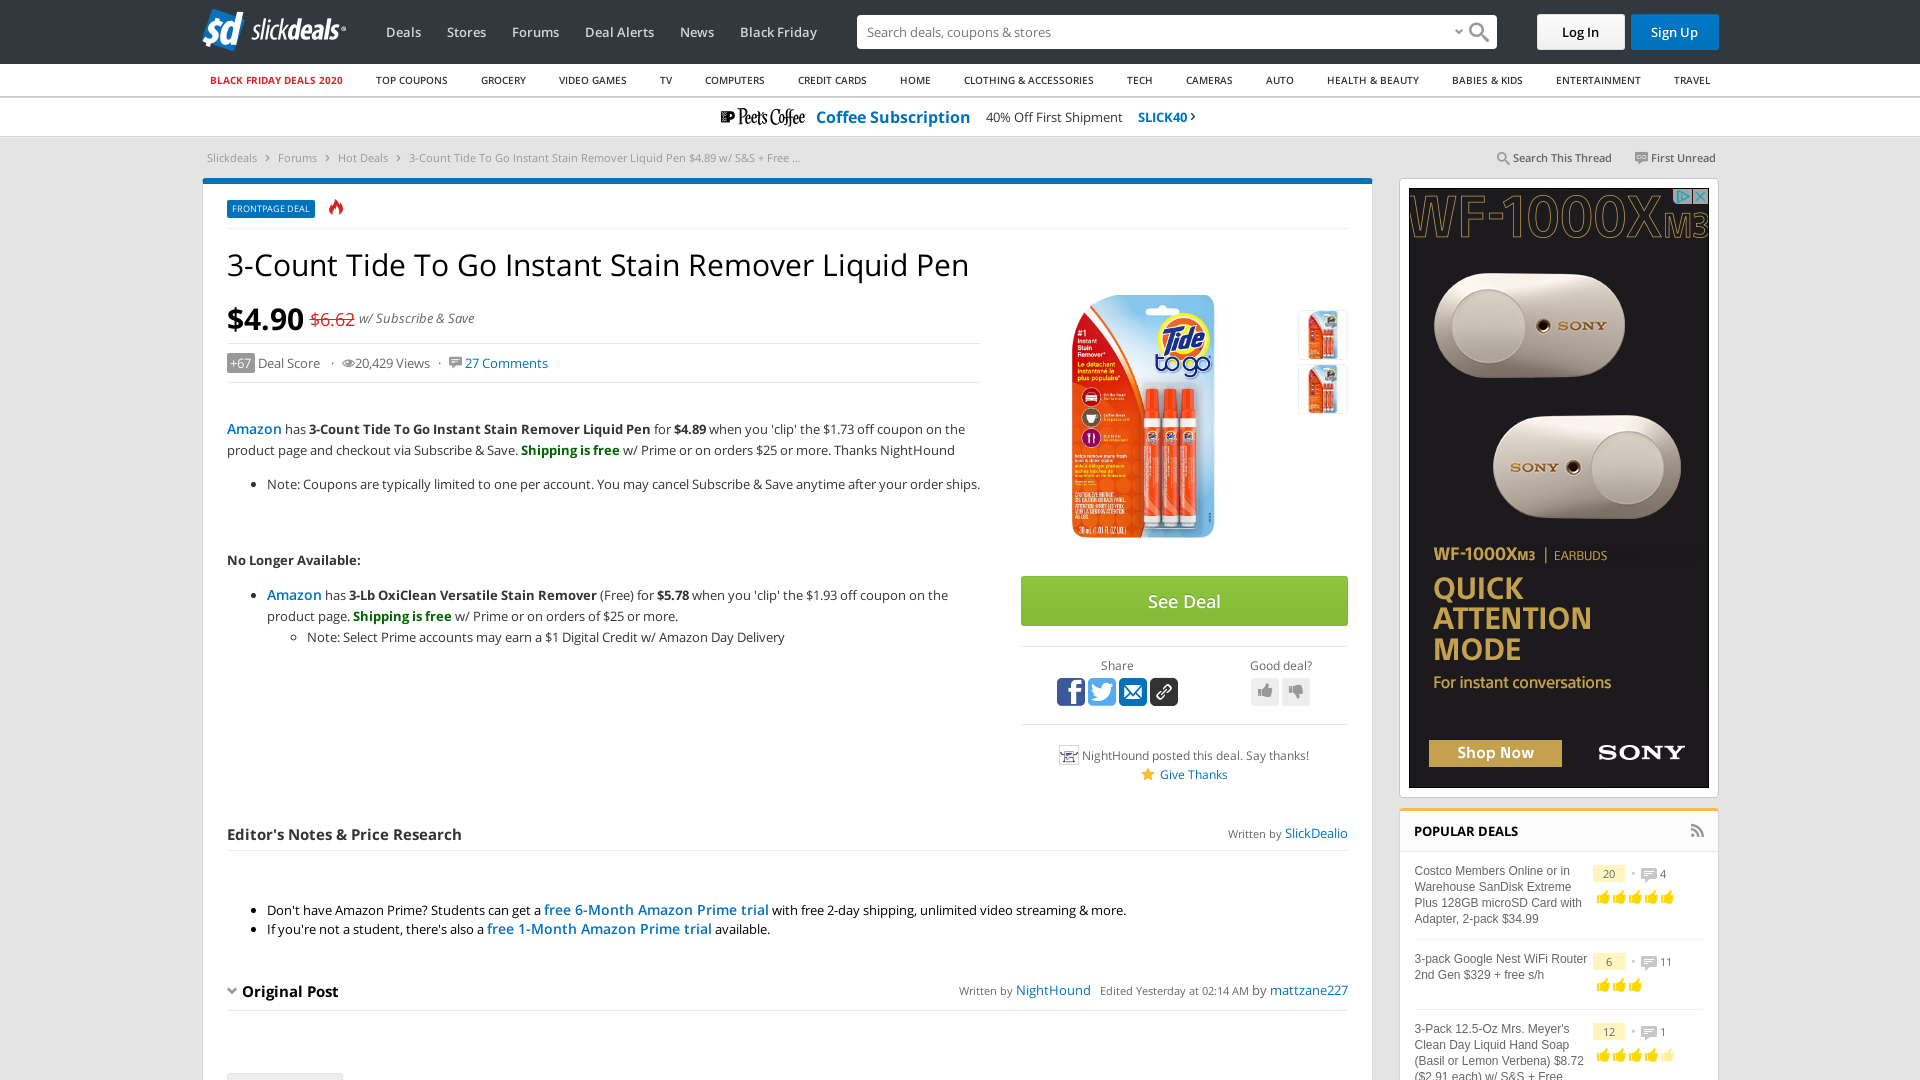 slickdeals
Deals
Stores
Forums
Deal Alerts
News
Black Friday
Search deals, coupons & stores
Log In
Sign Up
BLACK FRIDAY DEALS 2020
TOP COUPONS
GROCERY
VIDEO GAMES
TV
COMPUTERS
CREDIT CARDS
HOME
CLOTHING & ACCESSORIES
TECH
CAMERAS
AUTO
HEALTH & BEAUTY
BABIES & KIDS
ENTERTAINMENT
TRAVEL
Peet's Coffee Coffee Subscription 40% Off First Shipment SLICK40
Slickdeals
Forums
Hot Deals
3-Count Tide To Go Instant Stain Remover Liquid Pen $4.89 w/ S&S + Free ...
Search This Thread
First Unread
FRONTPAGE DEAL
3-Count Tide To Go Instant Stain Remover Liquid Pen
$4.90 $6.62 w/ Subscribe & Save
+67 Deal Score · 20,429 Views · 27 Comments
Amazon has 3-Count Tide To Go Instant Stain Remover Liquid Pen for $4.89 when you 'clip' the $1.73 off coupon on the
product page and checkout via Subscribe & Save. Shipping is free w/ Prime or on orders $25 or more. Thanks NightHound
Note: Coupons are typically limited to one per account. You may cancel Subscribe & Save anytime after your order ships.
No Longer Available:
Amazon has 3-Lb OxiClean Versatile Stain Remover (Free) for $5.78 when you 'clip' the $1.93 off coupon on the
product page. Shipping is free w/ Prime or on orders of $25 or more.
Note: Select Prime accounts may earn a $1 Digital Credit w/ Amazon Day Delivery
#1
Instant
Stain
Remover*
Le détachant
instantané le
plus populaire*
Tide
to go
See Deal
Share
Good deal?
NightHound posted this deal. Say thanks!
Give Thanks
Editor's Notes & Price Research
Written by SlickDealio
Don't have Amazon Prime? Students can get a free 6-Month Amazon Prime trial with free 2-day shipping, unlimited video streaming & more.
If you're not a student, there's also a free 1-Month Amazon Prime trial available.
Original Post
Written by NightHound Edited Yesterday at 02:14 AM by mattzane227
WF-1000XM3
SONY
SONY
WF-1000XM3 | EARBUDS
QUICK
ATTENTION
MODE
For instant conversations
Shop Now
SONY
POPULAR DEALS
Costco Members Online or in
Warehouse SanDisk Extreme
Plus 128GB microSD Card with
Adapter, 2-pack $34.99
20 • 4
3-pack Google Nest WiFi Router
2nd Gen $329 + free s/h
6 • 11
3-Pack 12.5-Oz Mrs. Meyer's
Clean Day Liquid Hand Soap
(Basil or Lemon Verbena) $8.72
($2.91 each) w/ S&S + Free
12 • 1